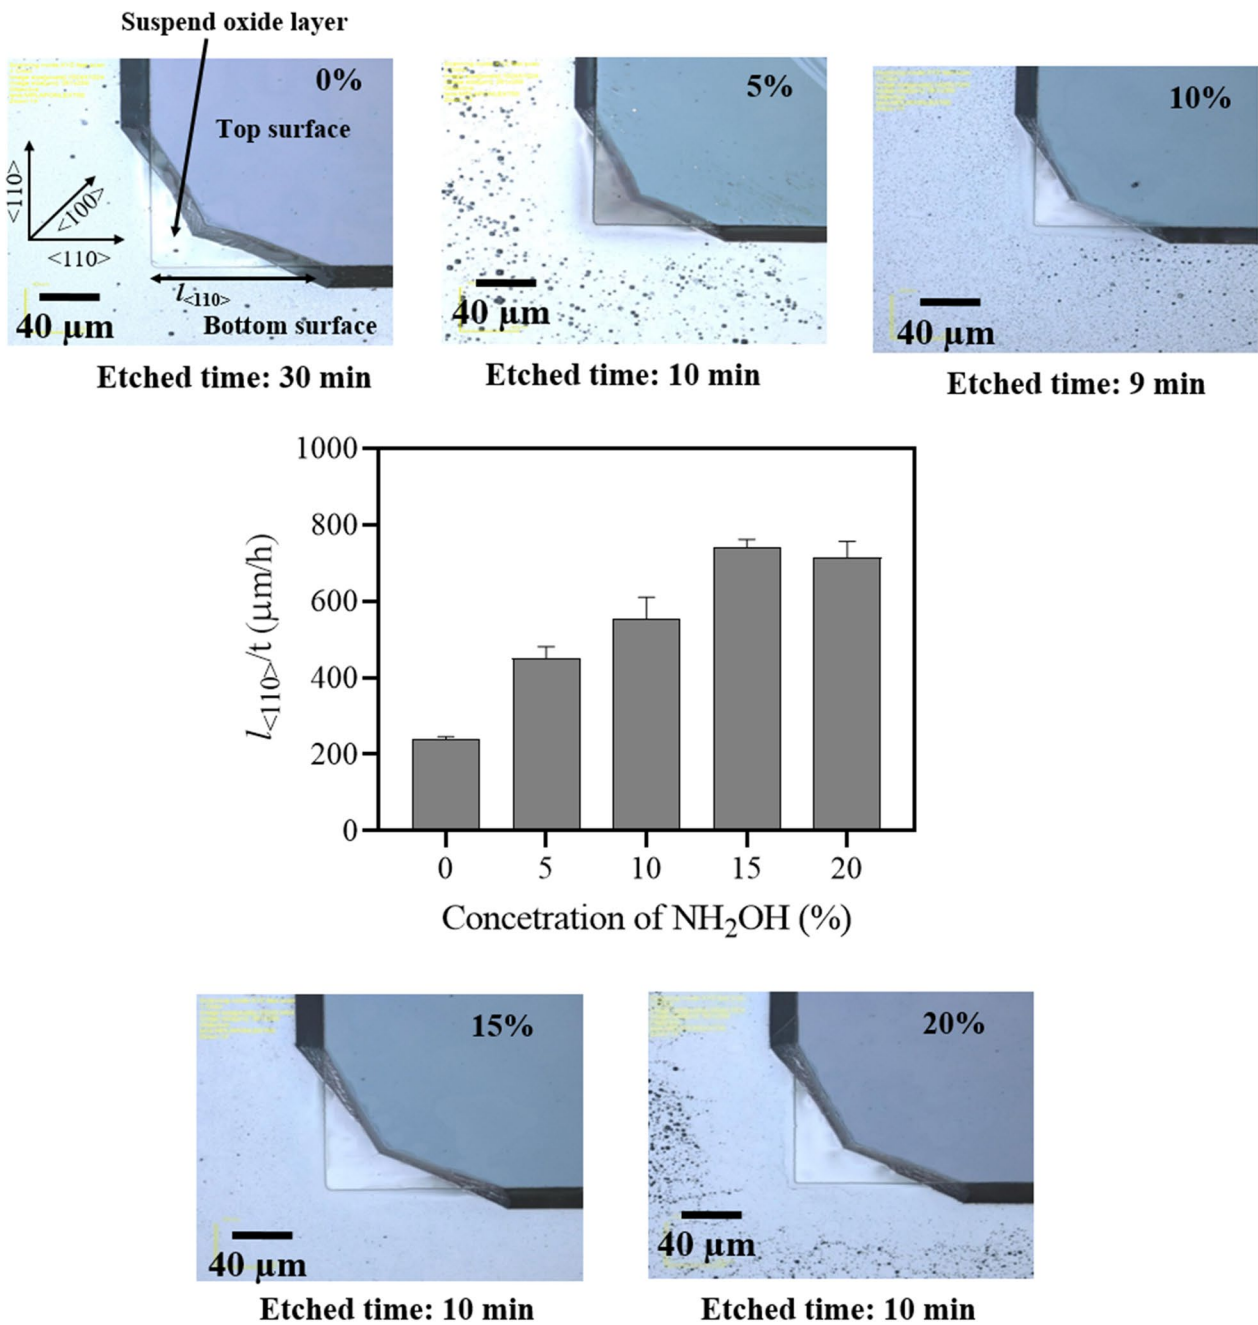 Suspend oxide layer
0%
Top surface
<110>
<100>
<110>
l<110>
40 μm
Bottom surface
Etched time: 30 min
5%
40 μm
Etched time: 10 min
10%
40 μm
Etched time: 9 min
1000
800
600
400
200
0
l<110>/t (μm/h)
0 5 10 15 20
Concetration of NH₂OH (%)
15%
40 μm
Etched time: 10 min
20%
40 μm
Etched time: 10 min